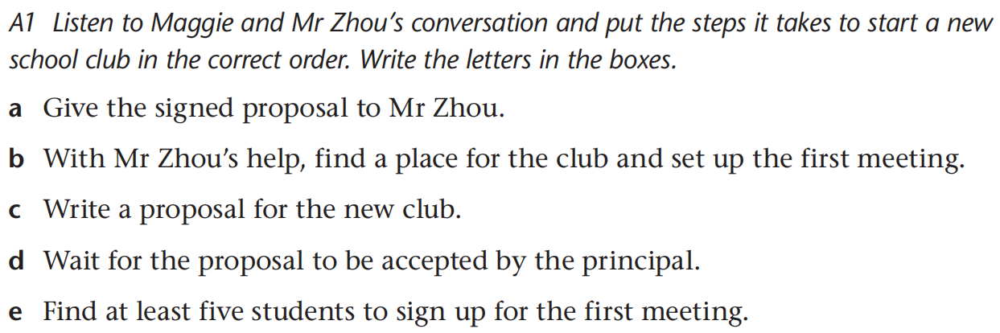 A1 Listen to Maggie and Mr Zhou's conversation and put the steps it takes to start a new
school club in the correct order. Write the letters in the boxes.
a Give the signed proposal to Mr Zhou.
b With Mr Zhou's help, find a place for the club and set up the first meeting.
c Write a proposal for the new club.
d Wait for the proposal to be accepted by the principal.
e Find at least five students to sign up for the first meeting.